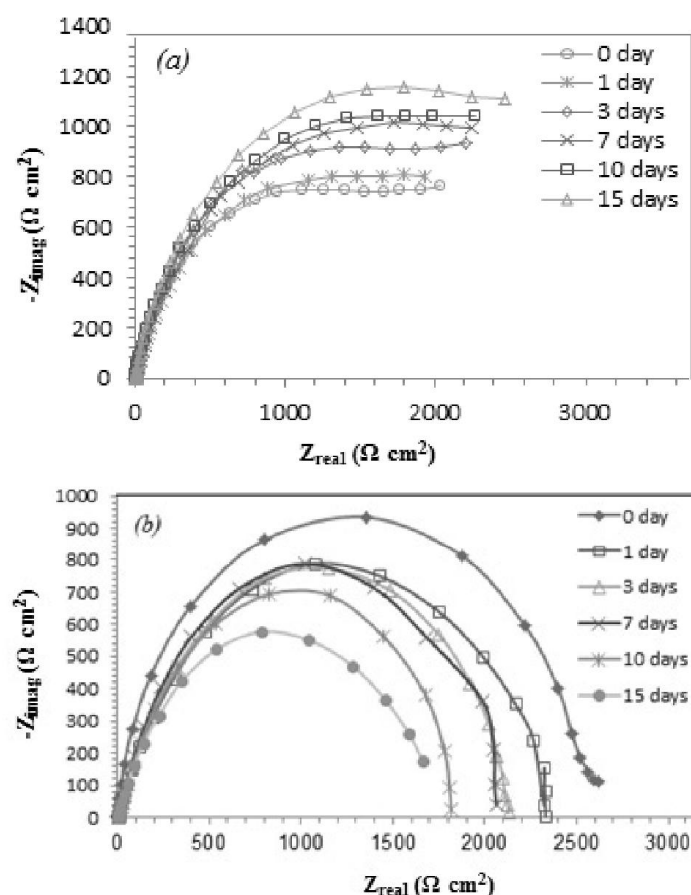 1400
1200
1000
800
600
400
200
0
-Zimag (Ω cm²)
(a)
0 day
1 day
3 days
7 days
10 days
15 days
0 1000 2000 3000
Zreal (Ω cm²)
1000
900
800
700
600
500
400
300
200
100
0
-Zimag (Ω cm²)
(b)
0 day
1 day
3 days
7 days
10 days
15 days
0 500 1000 1500 2000 2500 3000
Zreal (Ω cm²)